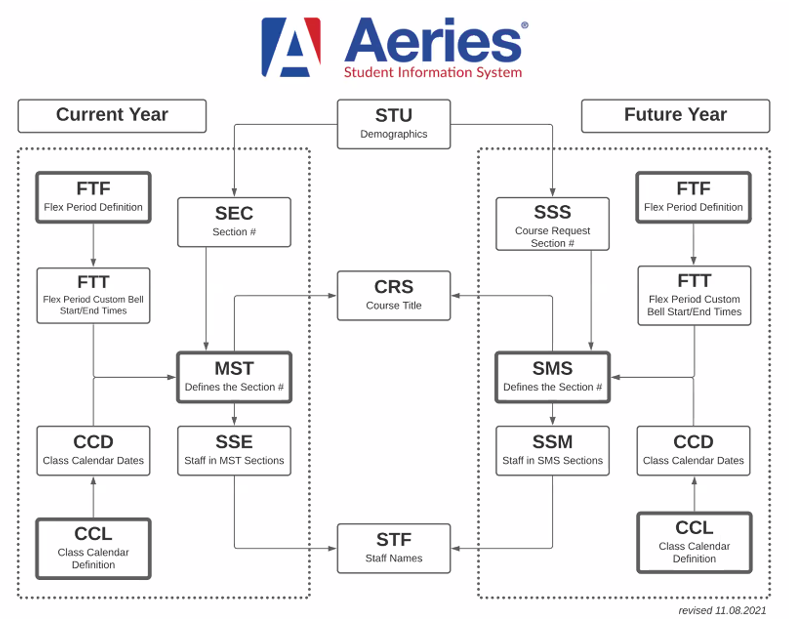 A Aeries®
Student Information System
Current Year
STU
Demographics
Future Year
FTF
Flex Period Definition
SEC
Section #
SSS
Course Request
Section #
FTF
Flex Period Definition
FTT
Flex Period Custom Bell
Start/End Times
CRS
Course Title
FTT
Flex Period Custom
Bell Start/End Times
MST
Defines the Section #
SMS
Defines the Section #
CCD
Class Calendar Dates
SSE
Staff in MST Sections
SSM
Staff in SMS Sections
CCD
Class Calendar Dates
CCL
Class Calendar
Definition
STF
Staff Names
CCL
Class Calendar
Definition
revised 11.08.2021